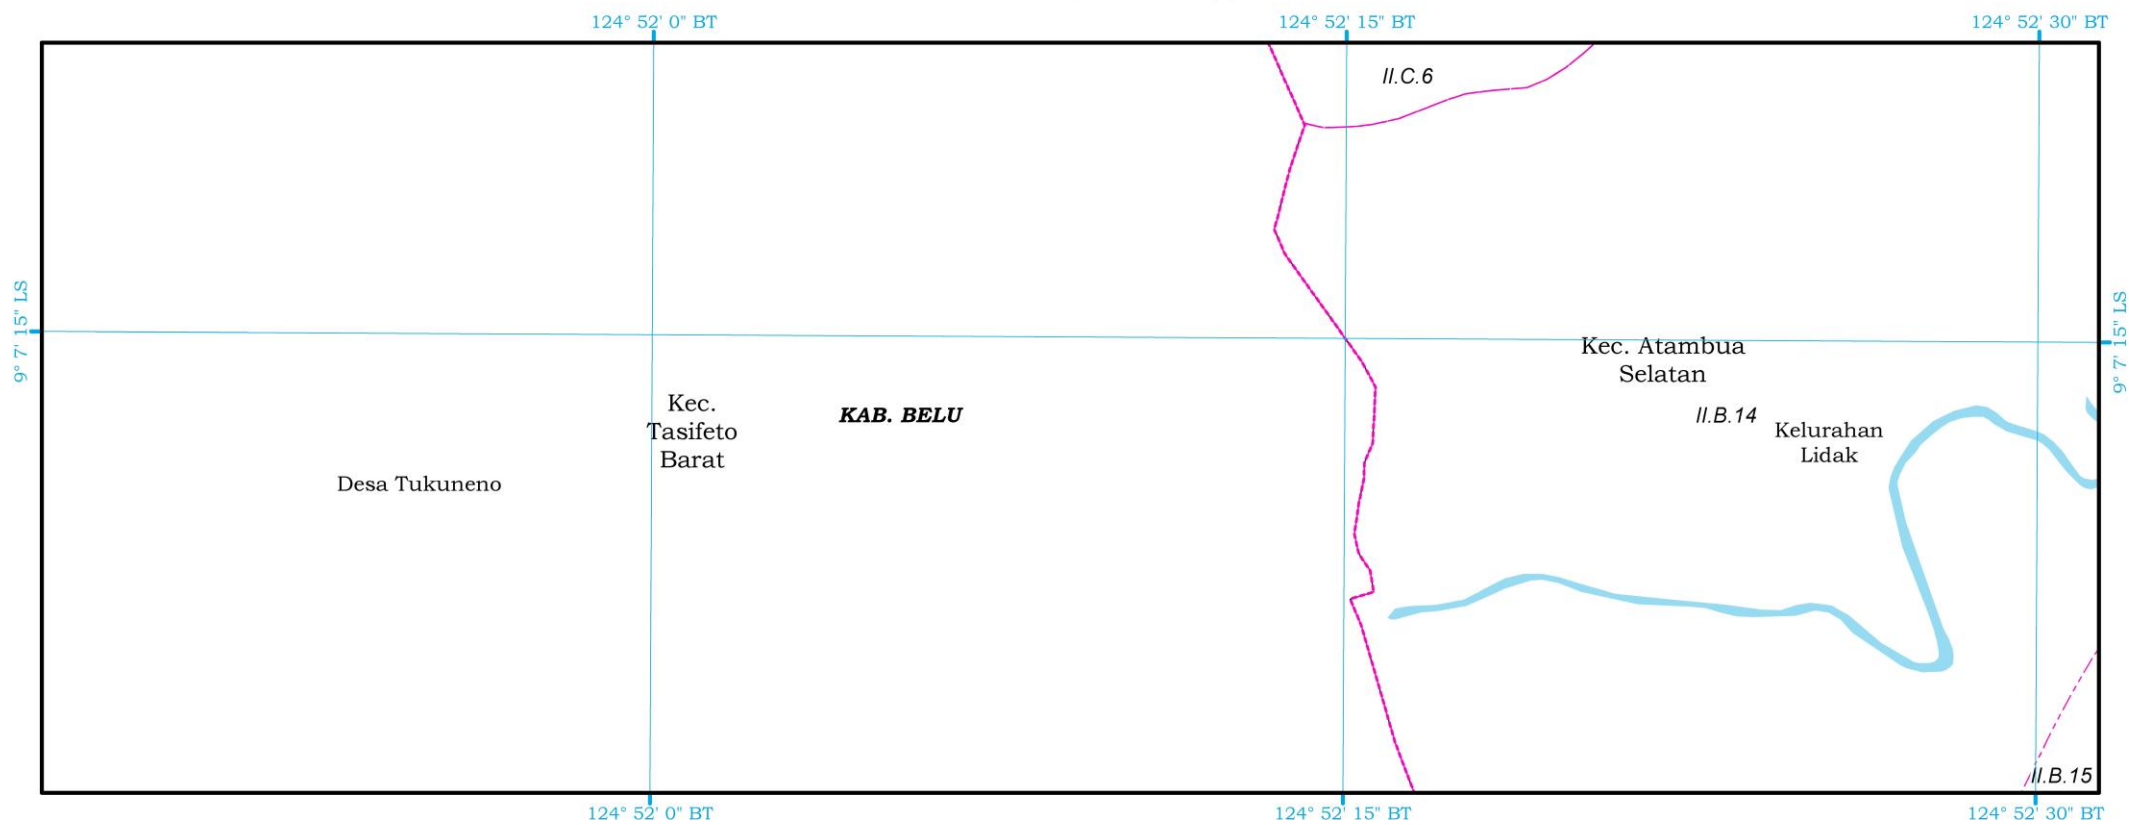 124° 52' 0" BT
124° 52' 15" BT
124° 52' 30" BT
II.C.6
9° 7' 15" LS
9° 7' 15" LS
Kec. Atambua
Selatan
Kec.
Tasifeto
Barat
KAB. BELU
II.B.14
Kelurahan
Lidak
Desa Tukuneno
II.B.15
124° 52' 0" BT
124° 52' 15" BT
124° 52' 30" BT